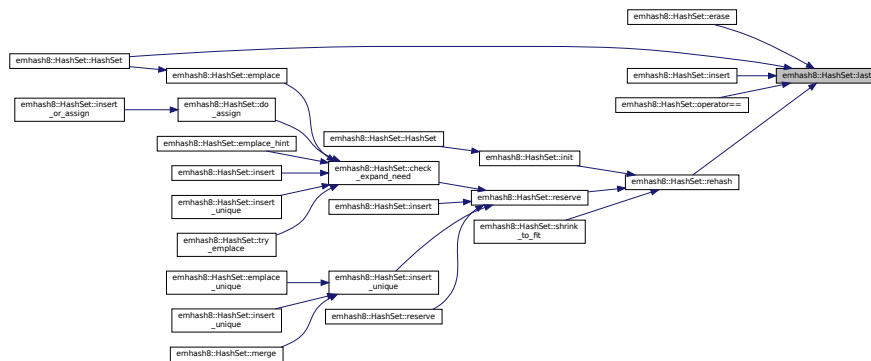 emhash8::HashSet::erase
emhash8::HashSet::HashSet
emhash8::HashSet::emplace
emhash8::HashSet::insert
emhash8::HashSet::last
emhash8::HashSet::insert
_or_assign
emhash8::HashSet::do
_assign
emhash8::HashSet::operator==
emhash8::HashSet::emplace_hint
emhash8::HashSet::HashSet
emhash8::HashSet::init
emhash8::HashSet::insert
emhash8::HashSet::check
_expand_need
emhash8::HashSet::rehash
emhash8::HashSet::insert
_unique
emhash8::HashSet::insert
emhash8::HashSet::reserve
emhash8::HashSet::try
_emplace
emhash8::HashSet::shrink
_to_fit
emhash8::HashSet::emplace
_unique
emhash8::HashSet::insert
_unique
emhash8::HashSet::insert
_unique
emhash8::HashSet::reserve
emhash8::HashSet::merge